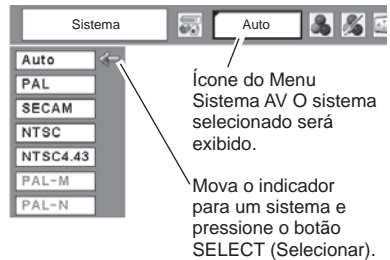 Sistema
Auto
Auto
PAL
SECAM
NTSC
NTSC4.43
PAL-M
PAL-N
Ícone do Menu
Sistema AV O sistema
selecionado será
exibido.
Mova o indicador
para um sistema e
pressione o botão
SELECT (Selecionar).